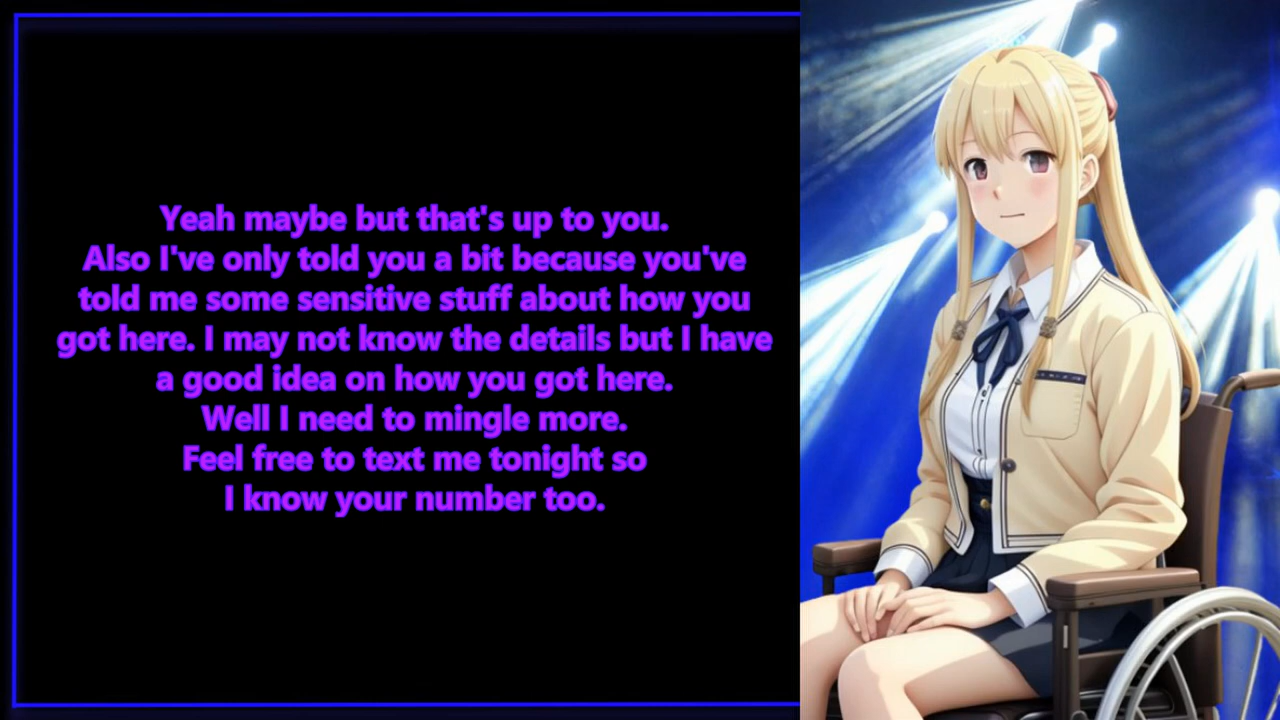 Yeah maybe but that's up to you.
Also I've only told you a bit because you've
told me some sensitive stuff about how you
got here. I may not know the details but I have
a good idea on how you got here.
Well I need to mingle more.
Feel free to text me tonight so
I know your number too.